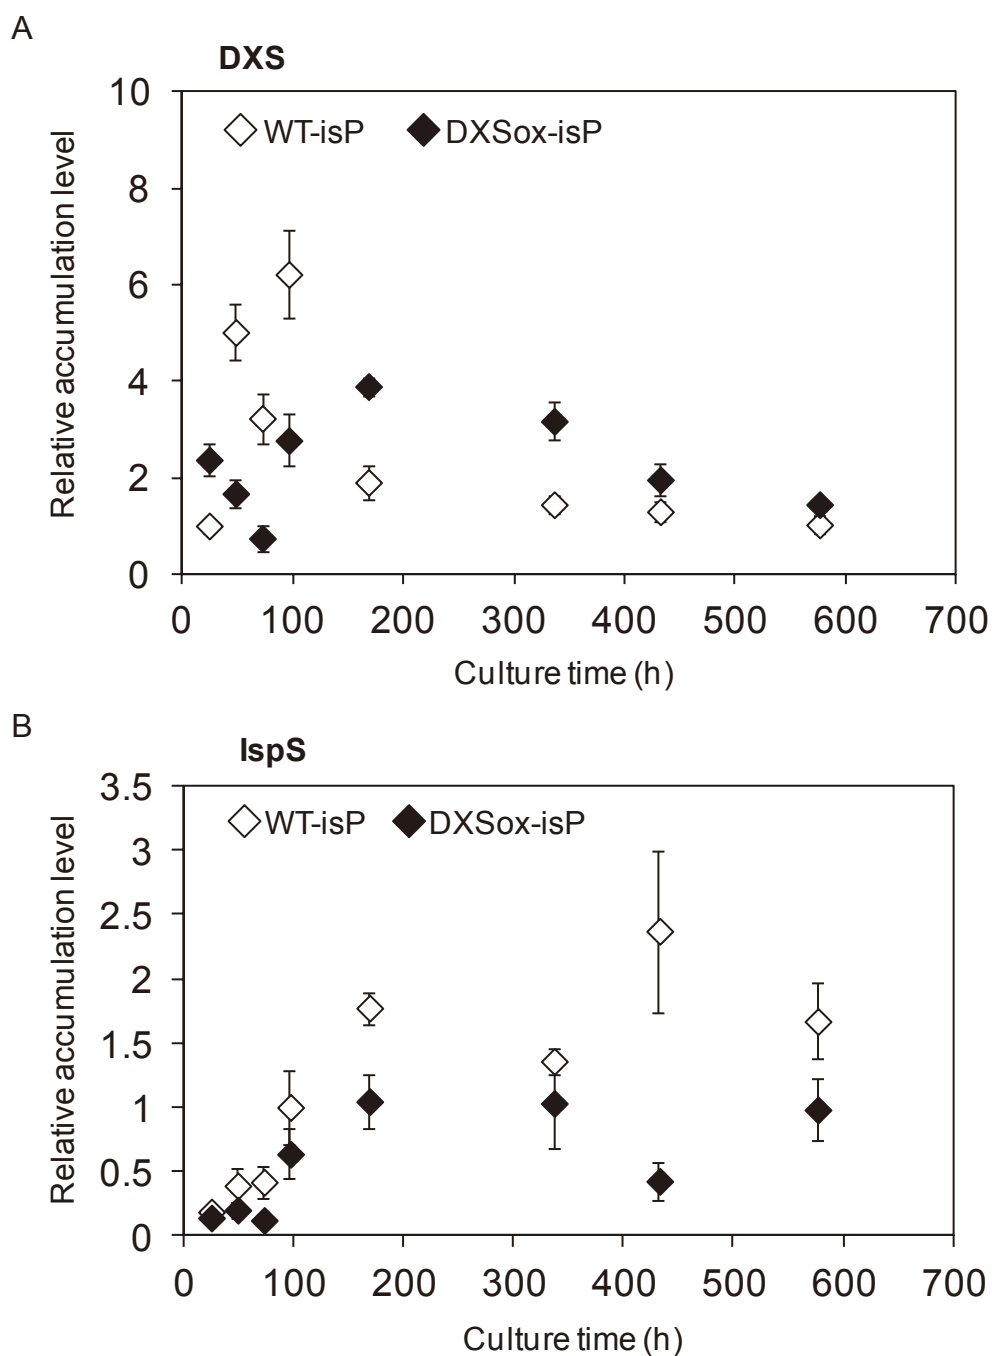 A
DXS
10
WT-isP DXSox-isP
8
6
4
2
0
Relative accumulation level
0 100 200 300 400 500 600 700
Culture time (h)
B
IspS
3.5
WT-isP DXSox-isP
3
2.5
2
1.5
1
0.5
0
Relative accumulation level
0 100 200 300 400 500 600 700
Culture time (h)